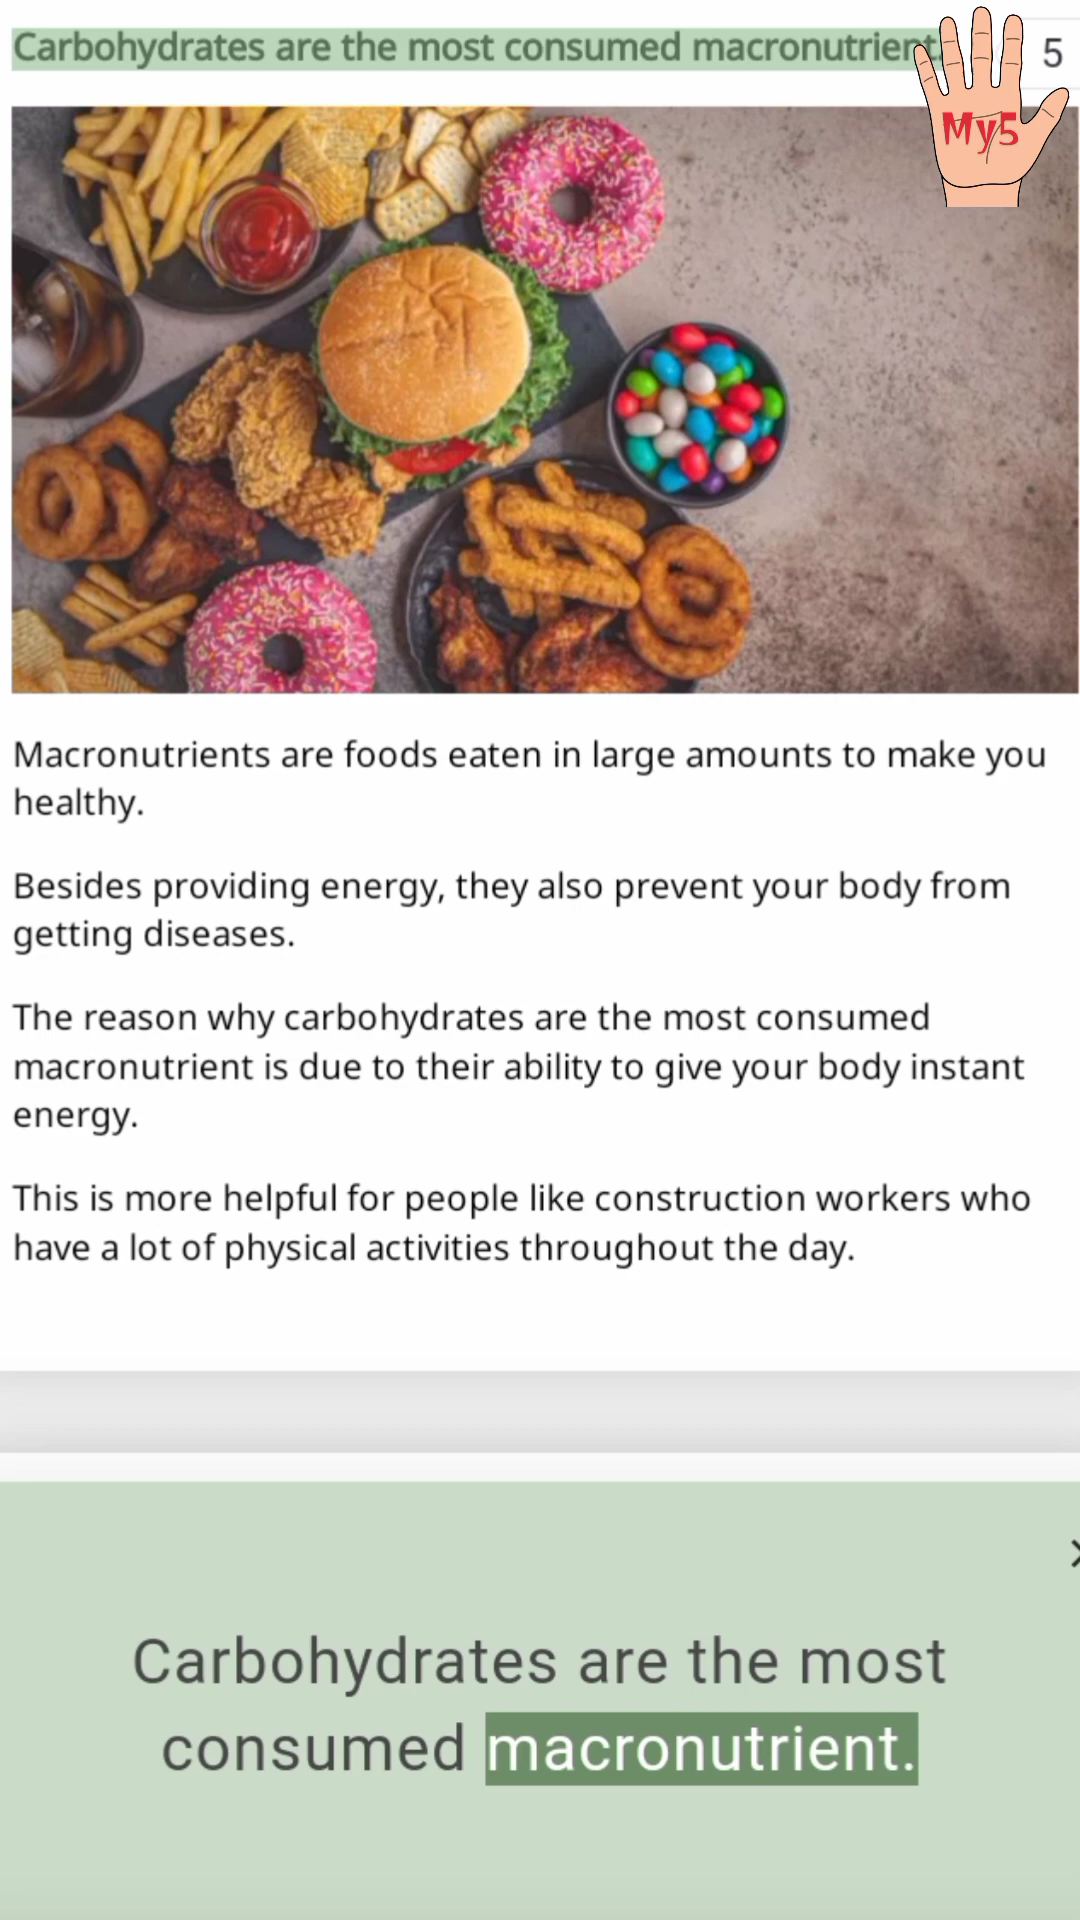 Carbohydrates are the most consumed macronutrient.
5
My5
Macronutrients are foods eaten in large amounts to make you
healthy.
Besides providing energy, they also prevent your body from
getting diseases.
The reason why carbohydrates are the most consumed
macronutrient is due to their ability to give your body instant
energy.
This is more helpful for people like construction workers who
have a lot of physical activities throughout the day.
Carbohydrates are the most
consumed macronutrient.